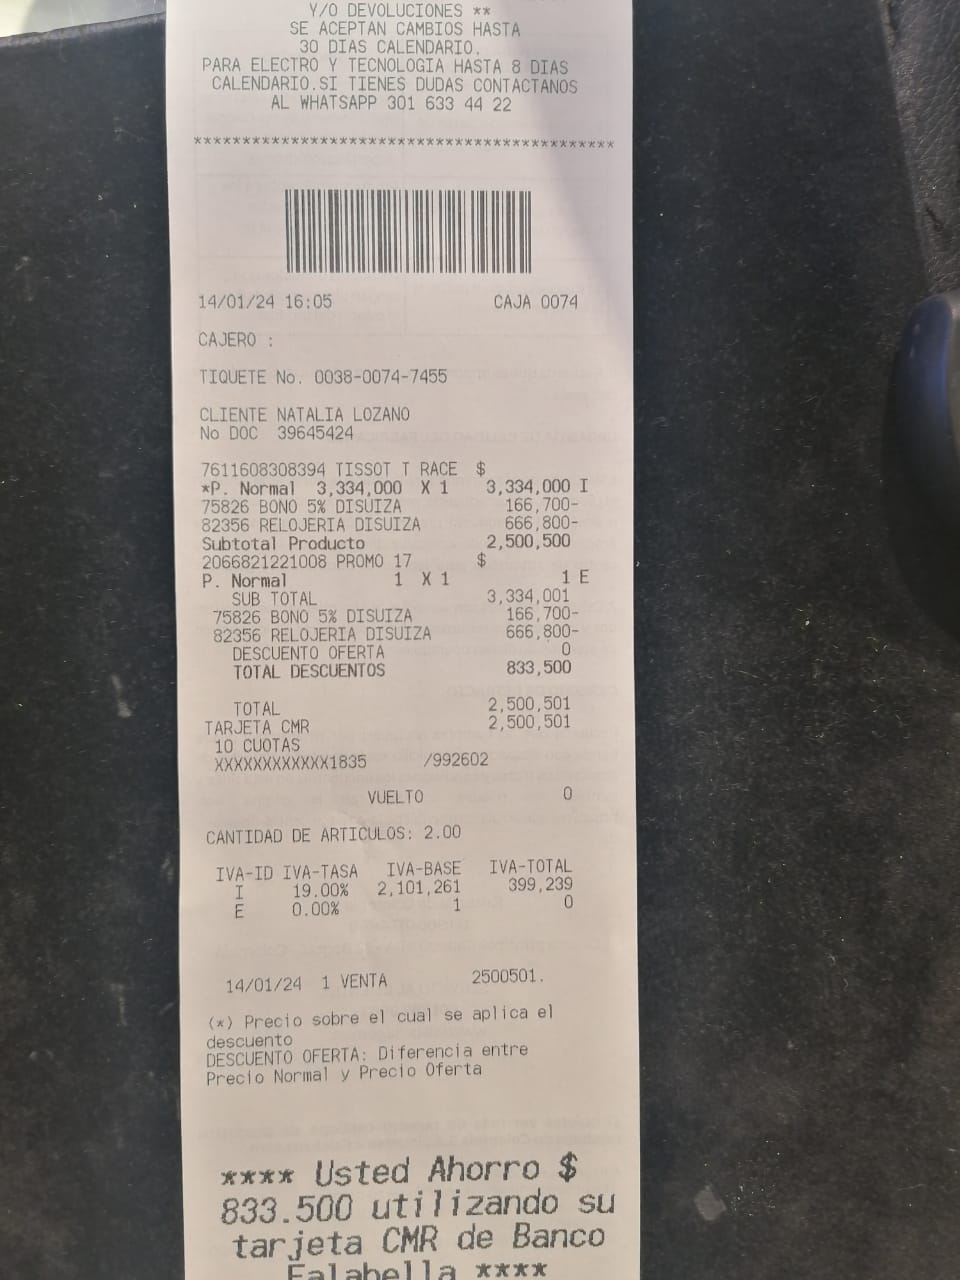 Y/O DEVOLUCIONES **
SE ACEPTAN CAMBIOS HASTA
30 DIAS CALENDARIO.
PARA ELECTRO Y TECNOLOGIA HASTA 8 DIAS
CALENDARIO.SI TIENES DUDAS CONTACTANOS
AL WHATSAPP 301 633 44 22
*******************************************
14/01/24 16:05 CAJA 0074
CAJERO :
TIQUETE No. 0038-0074-7455
CLIENTE NATALIA LOZANO
No DOC 39645424
7611608308394 TISSOT T RACE $
*P. Normal 3,334,000 X 1 3,334,000 I
75826 BONO 5% DISUIZA 166,700-
82356 RELOJERIA DISUIZA 666,800-
Subtotal Producto 2,500,500
2066821221008 PROMO 17 $
P. Normal 1 X 1 1 E
SUB TOTAL 3,334,001
75826 BONO 5% DISUIZA 166,700-
82356 RELOJERIA DISUIZA 666,800-
DESCUENTO OFERTA 0
TOTAL DESCUENTOS 833,500
TOTAL 2,500,501
TARJETA CMR 2,500,501
10 CUOTAS
XXXXXXXXXXXX1835 /992602
VUELTO 0
CANTIDAD DE ARTICULOS: 2.00
IVA-ID IVA-TASA IVA-BASE IVA-TOTAL
I 19.00% 2,101,261 399,239
E 0.00% 1 0
14/01/24 1 VENTA 2500501.
(*) Precio sobre el cual se aplica el
descuento
DESCUENTO OFERTA: Diferencia entre
Precio Normal y Precio Oferta
**** Usted Ahorro $
833.500 utilizando su
tarjeta CMR de Banco
Falabella ****